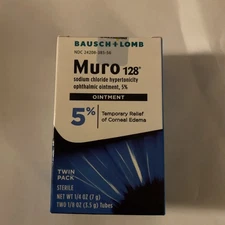 BAUSCH + LOMB
Muro 128®
sodium chloride hypertonicity
ophthalmic ointment, 5%
OINTMENT
5%
Temporary Relief
of Corneal Edema
TWIN
PACK
STERILE
NET WT 1/4 OZ (7 g)
TWO 1/8 OZ (3.5 g) Tubes